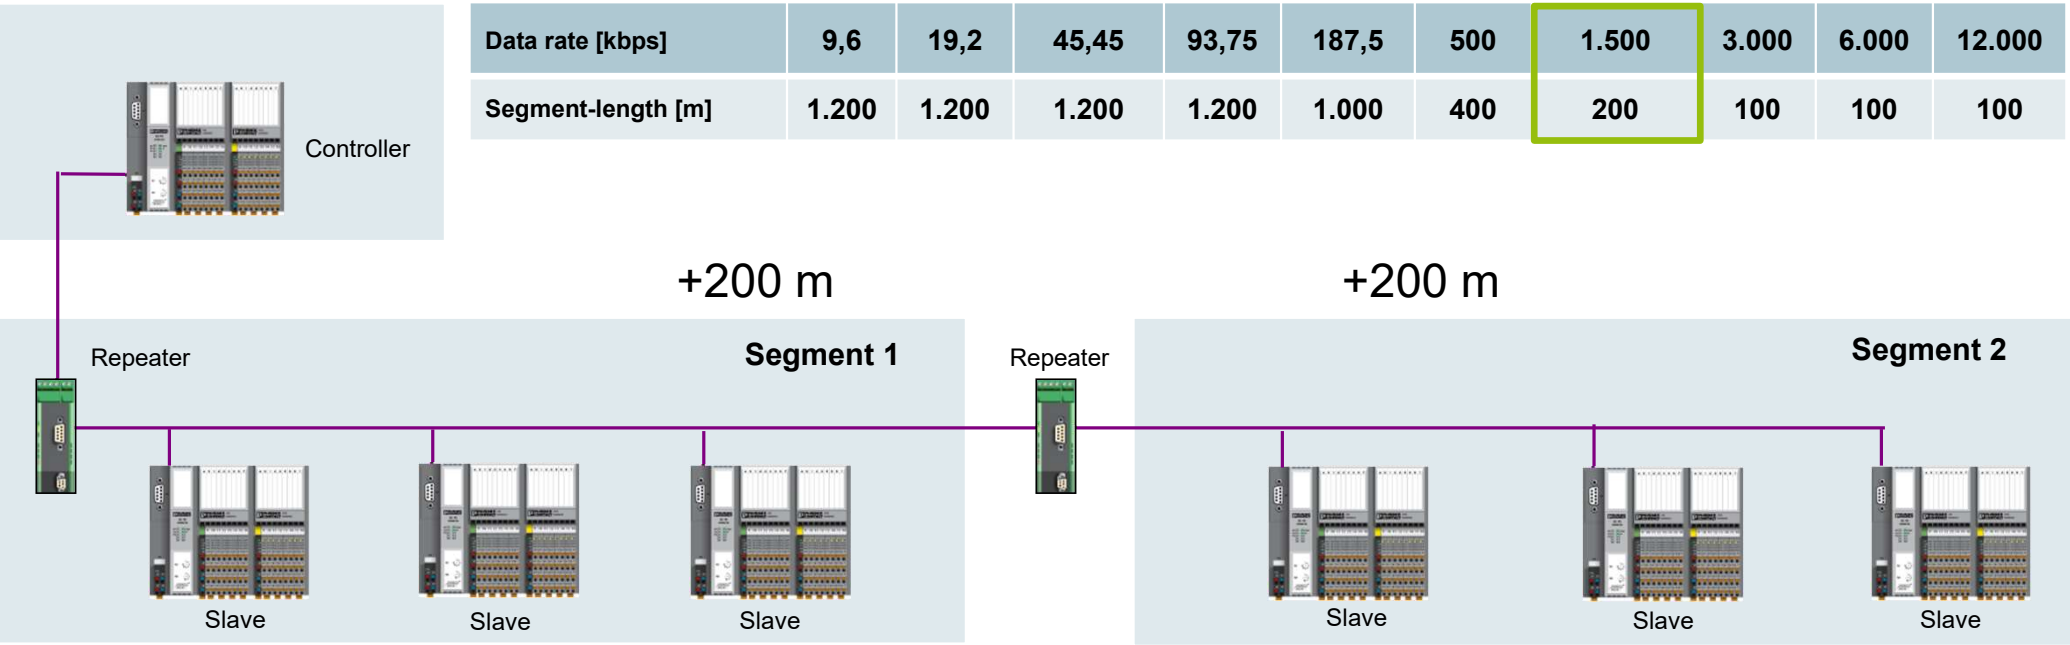 Data rate [kbps] 9,6 19,2 45,45 93,75 187,5 500 1.500 3.000 6.000 12.000
Segment-length [m] 1.200 1.200 1.200 1.200 1.000 400 200 100 100 100
Controller
+200 m +200 m
Repeater Segment 1 Repeater Segment 2
Slave Slave Slave Slave Slave Slave